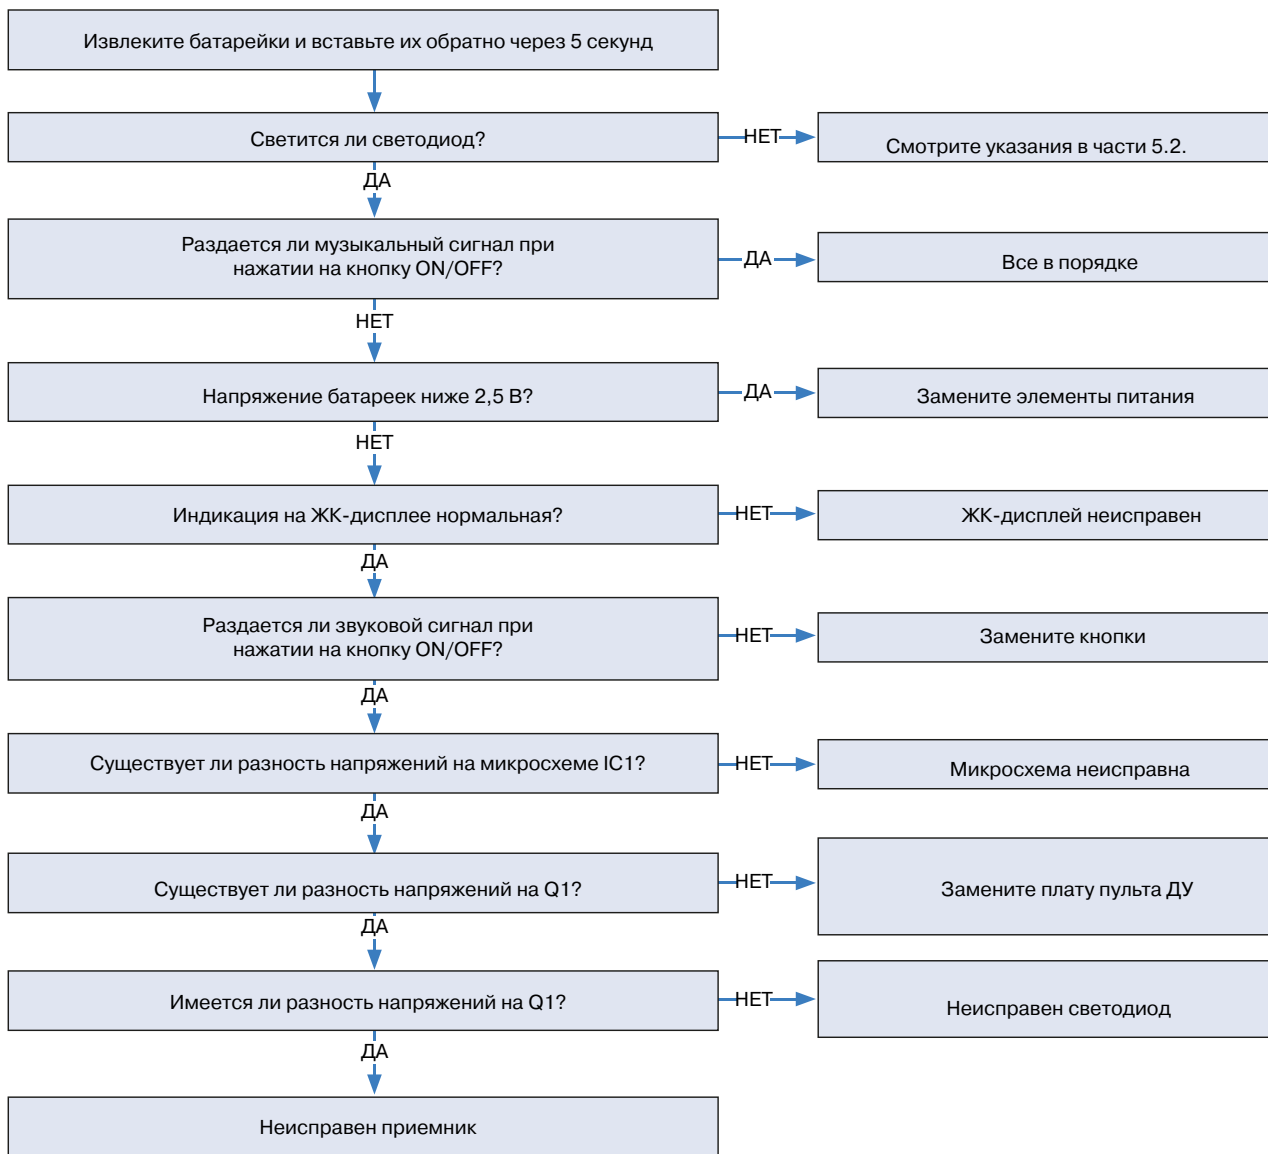 Извлеките батарейки и вставьте их обратно через 5 секунд
Светится ли светодиод?
НЕТ
Смотрите указания в части 5.2.
ДА
Раздается ли музыкальный сигнал при
нажатии на кнопку ON/OFF?
ДА
Все в порядке
НЕТ
Напряжение батареек ниже 2,5 В?
ДА
Замените элементы питания
НЕТ
Индикация на ЖК-дисплее нормальная?
НЕТ
ЖК-дисплей неисправен
ДА
Раздается ли звуковой сигнал при
нажатии на кнопку ON/OFF?
НЕТ
Замените кнопки
ДА
Существует ли разность напряжений на микросхеме IC1?
НЕТ
Микросхема неисправна
ДА
Существует ли разность напряжений на Q1?
НЕТ
Замените плату пульта ДУ
ДА
Имеется ли разность напряжений на Q1?
НЕТ
Неисправен светодиод
ДА
Неисправен приемник